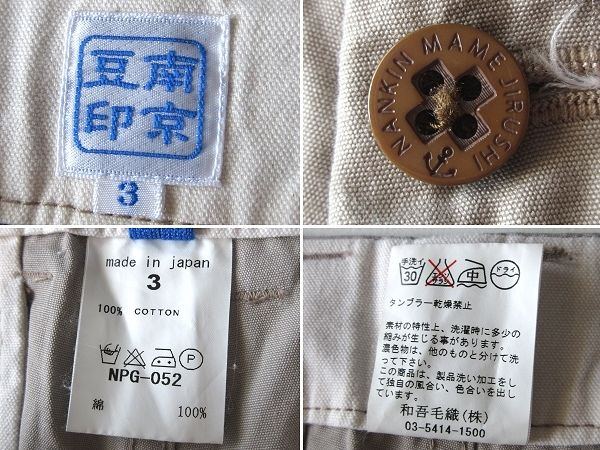 豆南
印京
3
NANKIN MAME JIRUSHI
made in japan
3
100% COTTON
NPG-052
綿 100%
手洗イ
30
中
ドライ
タンブラー乾燥禁止
素材の特性上、洗濯時に多少の
縮みが生じる事が あります。
濃色物は、他のものと分けて洗
って下さい。
この商品は、製品洗い加工をし
て独自の風合い、色合いを出し
ています。
和吾毛織(株)
03-5414-1500